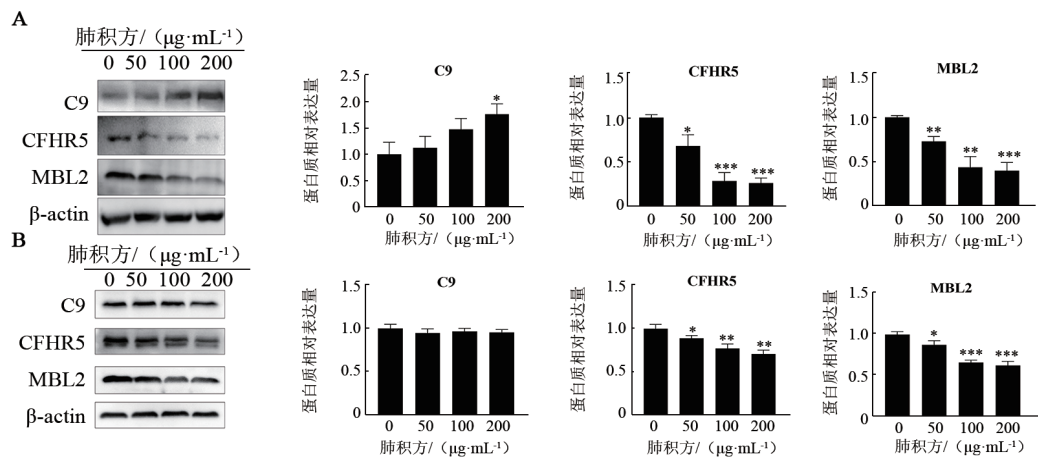 A
肺积方/（μg·mL-1）
0 50 100 200
C9
CFHR5
MBL2
β-actin
C9
蛋白质相对表达量
2.5
2.0
1.5
1.0
0.5
0
*
0 50 100 200
肺积方/（μg·mL-1）
CFHR5
蛋白质相对表达量
1.5
1.0
0.5
0
* *** ***
0 50 100 200
肺积方/（μg·mL-1）
MBL2
蛋白质相对表达量
1.5
1.0
0.5
0
** ** ***
0 50 100 200
肺积方/（μg·mL-1）
B
肺积方/（μg·mL-1）
0 50 100 200
C9
CFHR5
MBL2
β-actin
C9
蛋白质相对表达量
1.5
1.0
0.5
0
0 50 100 200
肺积方/（μg·mL-1）
CFHR5
蛋白质相对表达量
1.5
1.0
0.5
0
* ** **
0 50 100 200
肺积方/（μg·mL-1）
MBL2
蛋白质相对表达量
1.5
1.0
0.5
0
* *** ***
0 50 100 200
肺积方/（μg·mL-1）